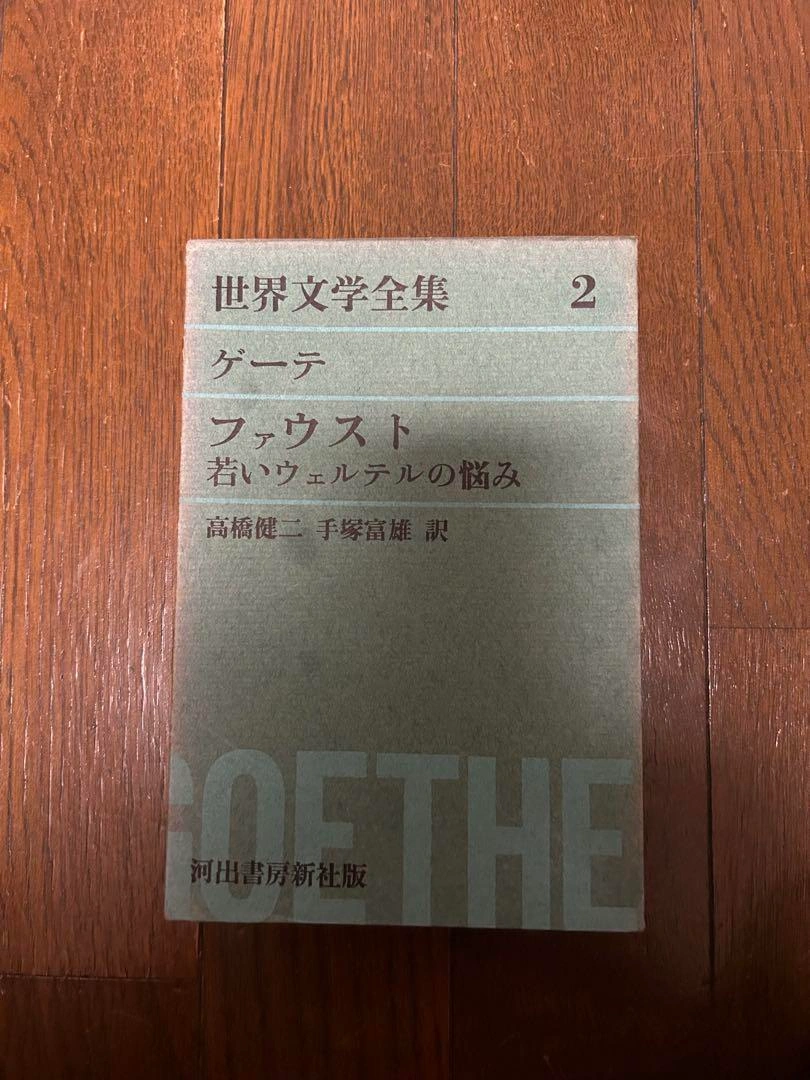 世界文学全集 2
ゲーテ
ファウスト
若いウェルテルの悩み
高橋健二 手塚富雄 訳
GOETHE
河出書房新社版